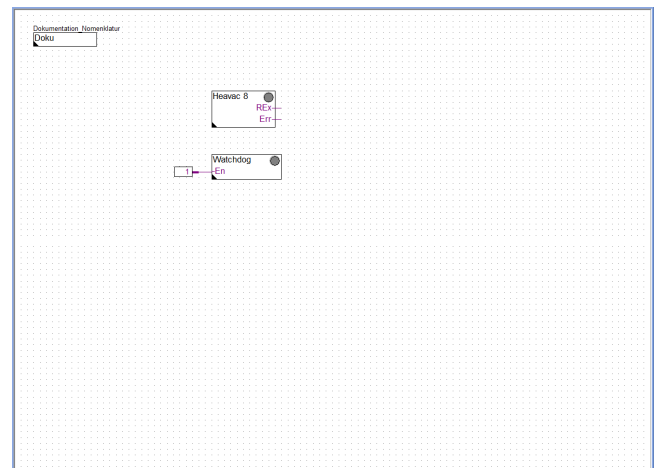 Dokumentation_Nomenklatur
Doku
Heavac 8
REx
Err
Watchdog
1
En